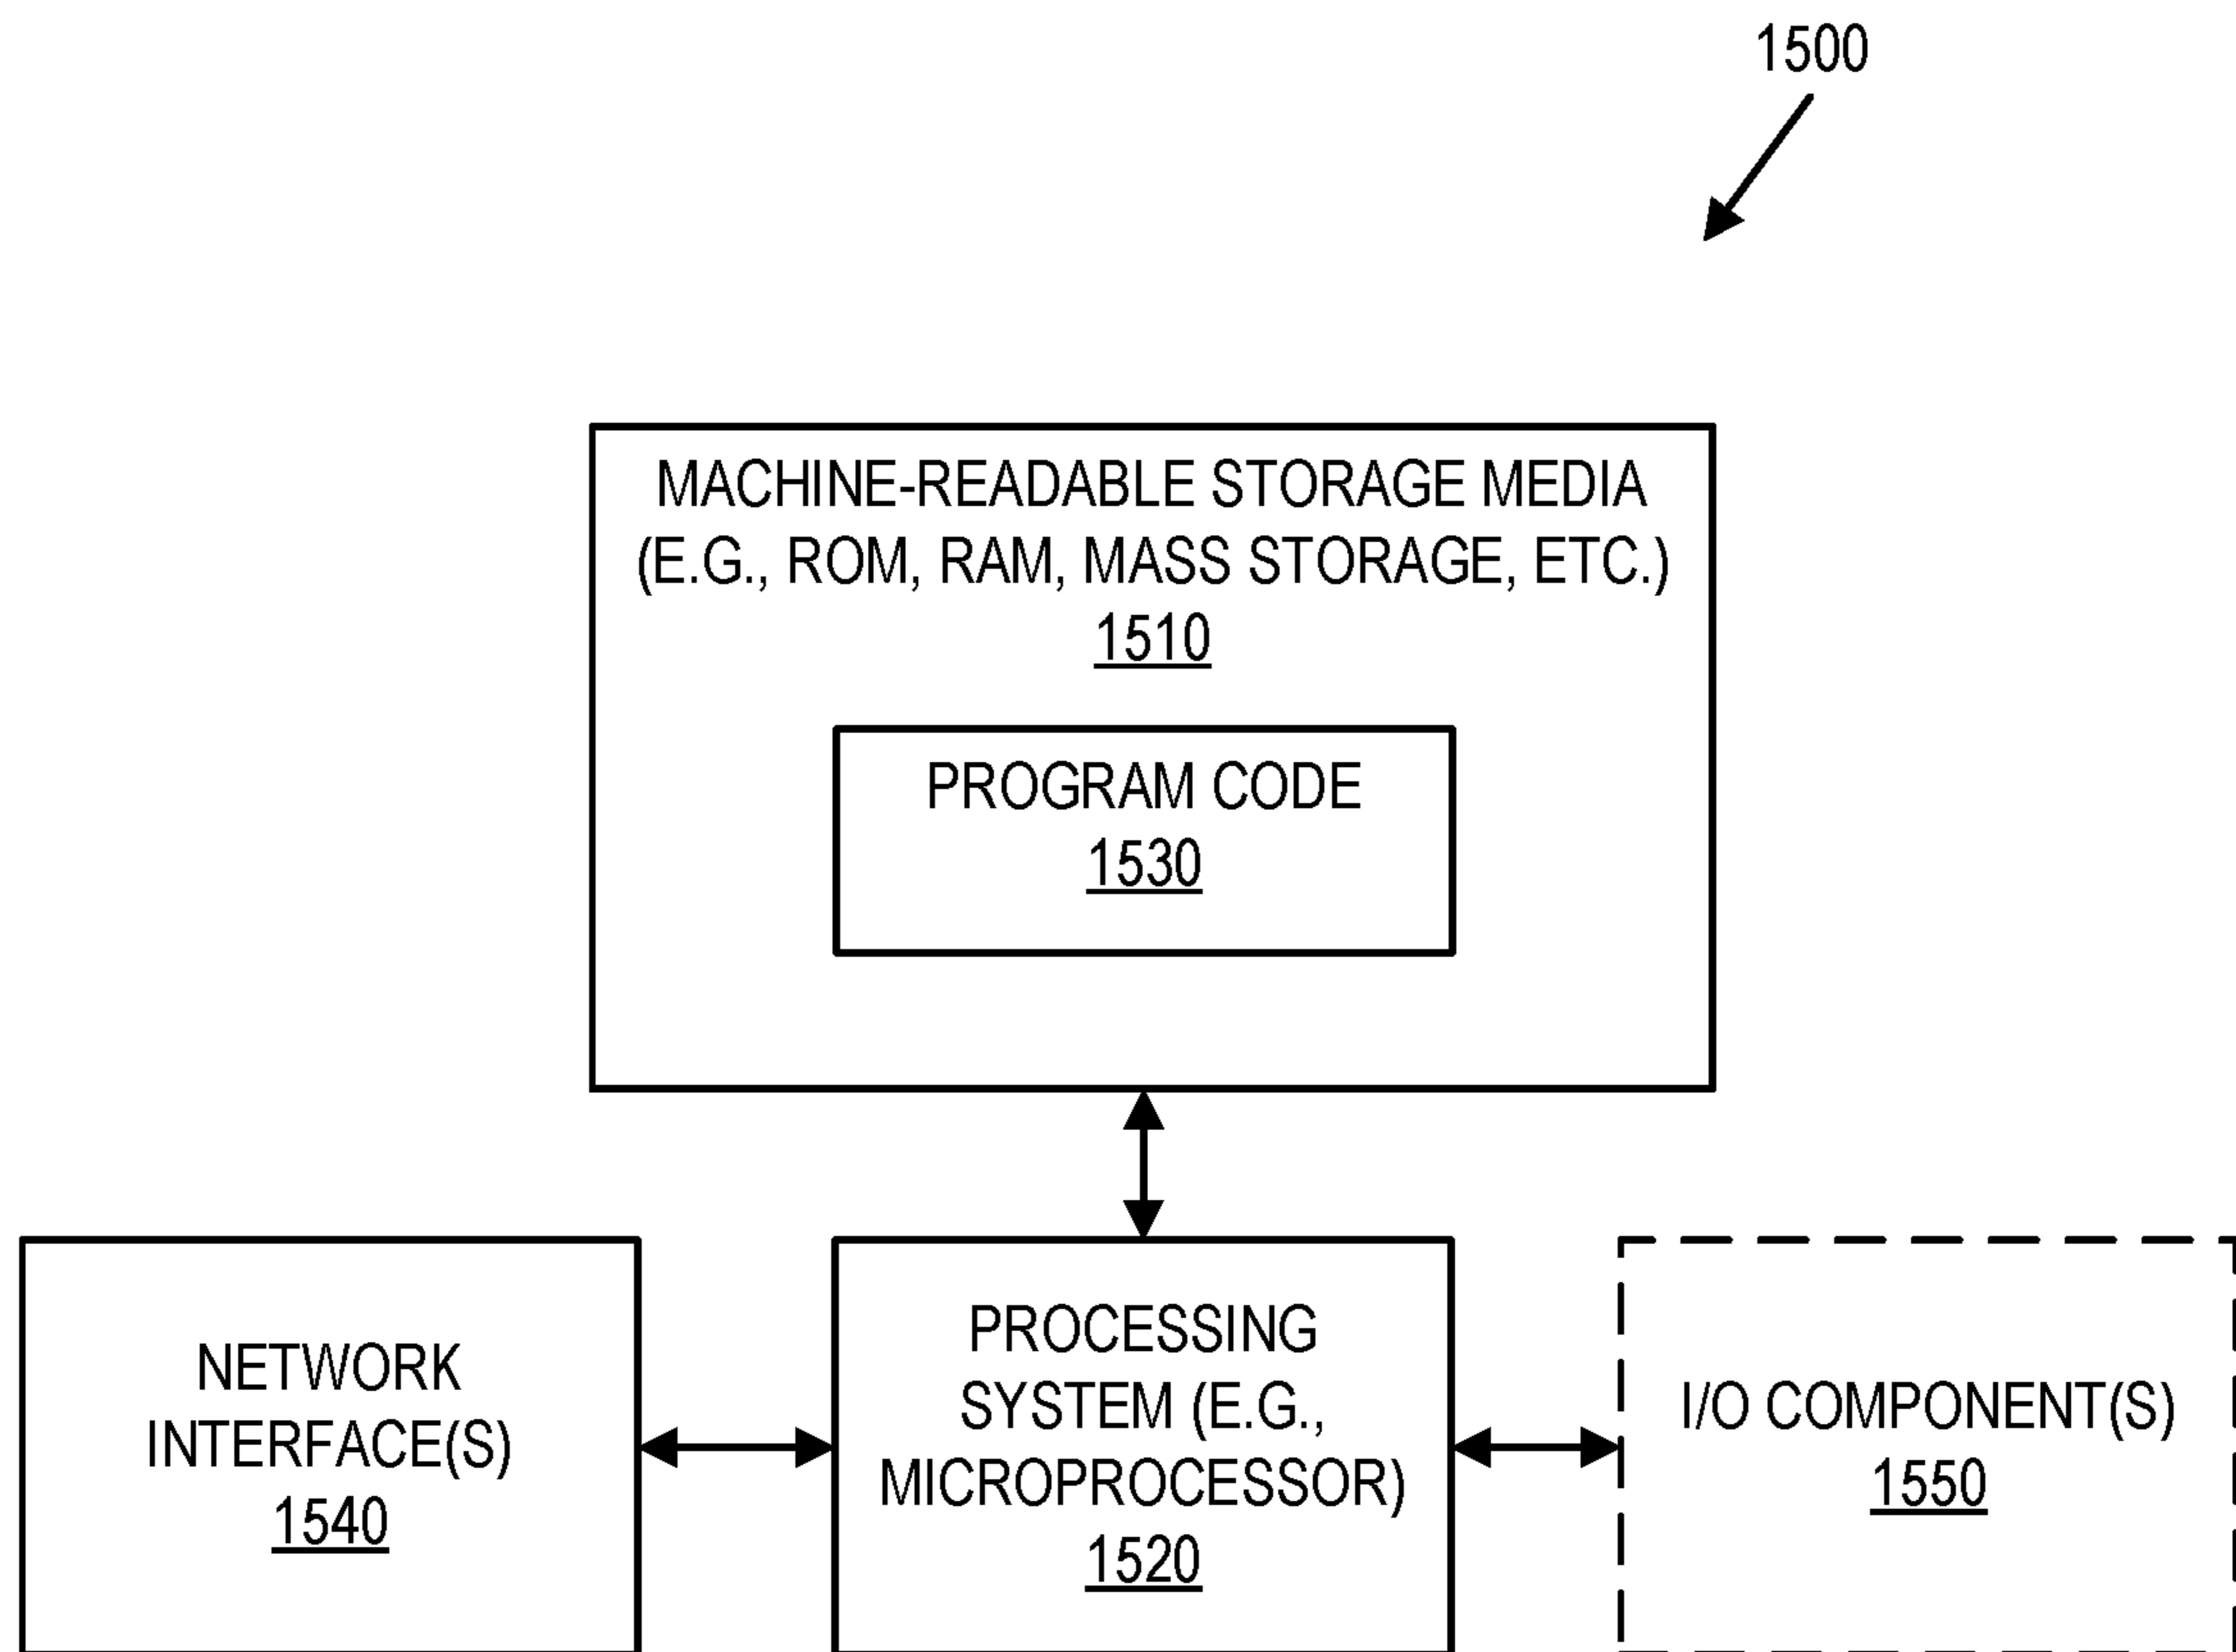 1500
MACHINE-READABLE STORAGE MEDIA
(E.G., ROM, RAM, MASS STORAGE, ETC.)
1510
PROGRAM CODE
1530
NETWORK
INTERFACE(S)
1540
PROCESSING
SYSTEM (E.G.,
MICROPROCESSOR)
1520
I/O COMPONENT(S)
1550